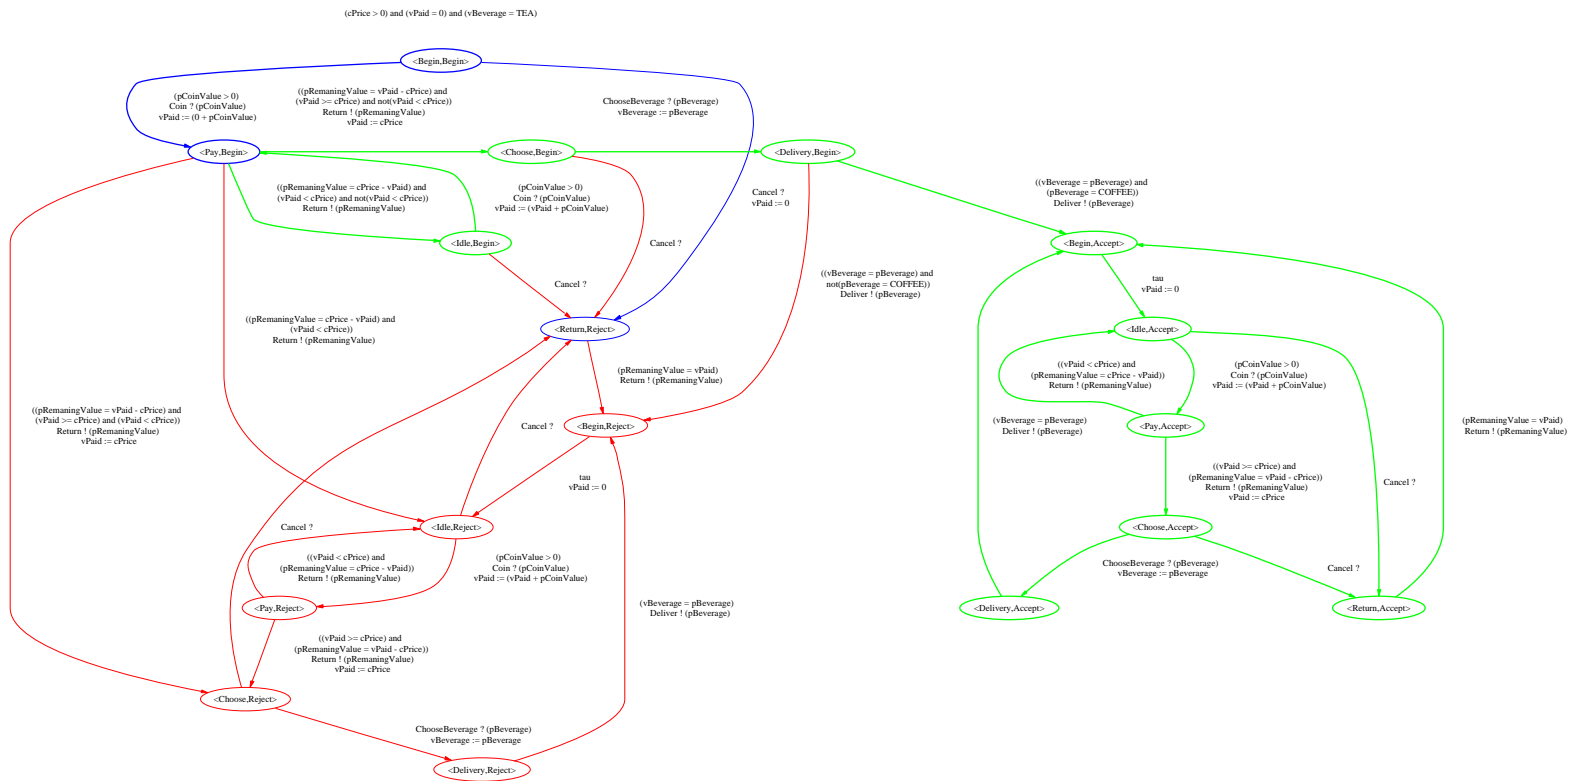 (cPrice > 0) and (vPaid = 0) and (vBeverage = TEA)
<Begin,Begin>
(pCoinValue > 0)
Coin ? (pCoinValue)
vPaid := (0 + pCoinValue)
((pRemaningValue = vPaid - cPrice) and
(vPaid >= cPrice) and not(vPaid < cPrice))
Return ! (pRemaningValue)
vPaid := cPrice
ChooseBeverage ? (pBeverage)
vBeverage := pBeverage
<Pay,Begin>
<Choose,Begin>
<Delivery,Begin>
((pRemaningValue = cPrice - vPaid) and
((vPaid < cPrice) and not(vPaid < cPrice))
Return ! (pRemaningValue)
(pCoinValue > 0)
Coin ? (pCoinValue)
vPaid := (vPaid + pCoinValue)
Cancel ?
vPaid := 0
((vBeverage = pBeverage) and
(pBeverage = COFFEE))
Deliver ! (pBeverage)
<Idle,Begin>
Cancel ?
<Begin,Accept>
Cancel ?
((vBeverage = pBeverage) and
not(pBeverage = COFFEE))
Deliver ! (pBeverage)
tau
vPaid := 0
((pRemaningValue = cPrice - vPaid) and
(vPaid < cPrice))
Return ! (pRemaningValue)
<Return,Reject>
<Idle,Accept>
(pRemaningValue = vPaid)
Return ! (pRemaningValue)
((vPaid < cPrice) and
(pRemaningValue = cPrice - vPaid))
Return ! (pRemaningValue)
(pCoinValue > 0)
Coin ? (pCoinValue)
vPaid := (vPaid + pCoinValue)
((pRemaningValue = vPaid - cPrice) and
(vPaid >= cPrice) and (vPaid < cPrice))
Return ! (pRemaningValue)
vPaid := cPrice
Cancel ?
<Begin,Reject>
(vBeverage = pBeverage)
Deliver ! (pBeverage)
<Pay,Accept>
(pRemaningValue = vPaid)
Return ! (pRemaningValue)
tau
vPaid := 0
((vPaid >= cPrice) and
(pRemaningValue = vPaid - cPrice))
Return ! (pRemaningValue)
vPaid := cPrice
Cancel ?
Cancel ?
<Idle,Reject>
<Choose,Accept>
((vPaid < cPrice) and
(pRemaningValue = cPrice - vPaid))
Return ! (pRemaningValue)
(pCoinValue > 0)
Coin ? (pCoinValue)
vPaid := (vPaid + pCoinValue)
ChooseBeverage ? (pBeverage)
vBeverage := pBeverage
Cancel ?
<Pay,Reject>
(vBeverage = pBeverage)
Deliver ! (pBeverage)
<Delivery,Accept>
<Return,Accept>
((vPaid >= cPrice) and
(pRemaningValue = vPaid - cPrice))
Return ! (pRemaningValue)
vPaid := cPrice
<Choose,Reject>
ChooseBeverage ? (pBeverage)
vBeverage := pBeverage
<Delivery,Reject>